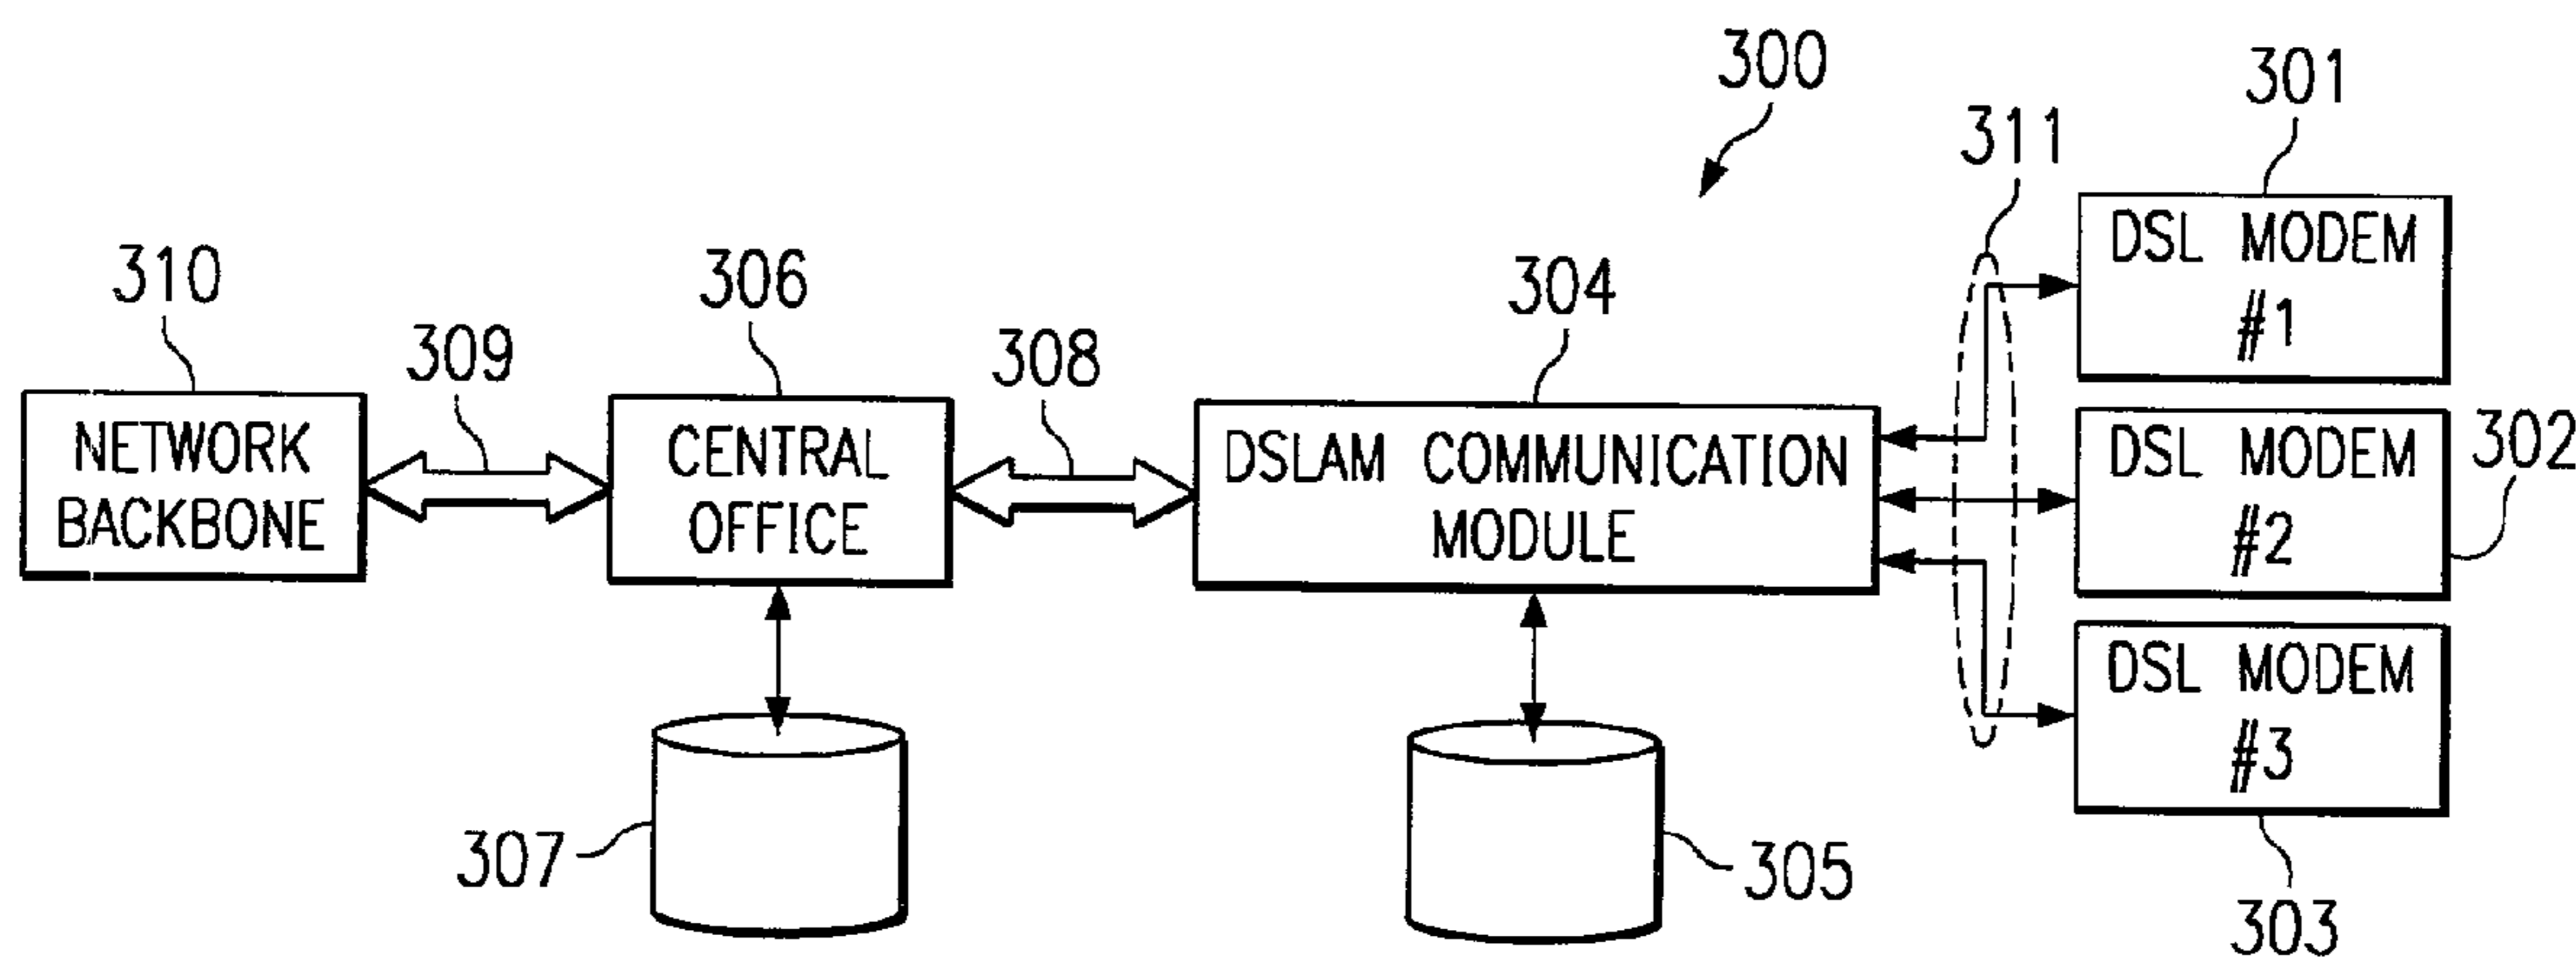 300
301
311
310
309
306
308
304
302
NETWORK
BACKBONE
CENTRAL
OFFICE
DSLAM COMMUNICATION
MODULE
DSL MODEM
#1
DSL MODEM
#2
DSL MODEM
#3
307
305
303